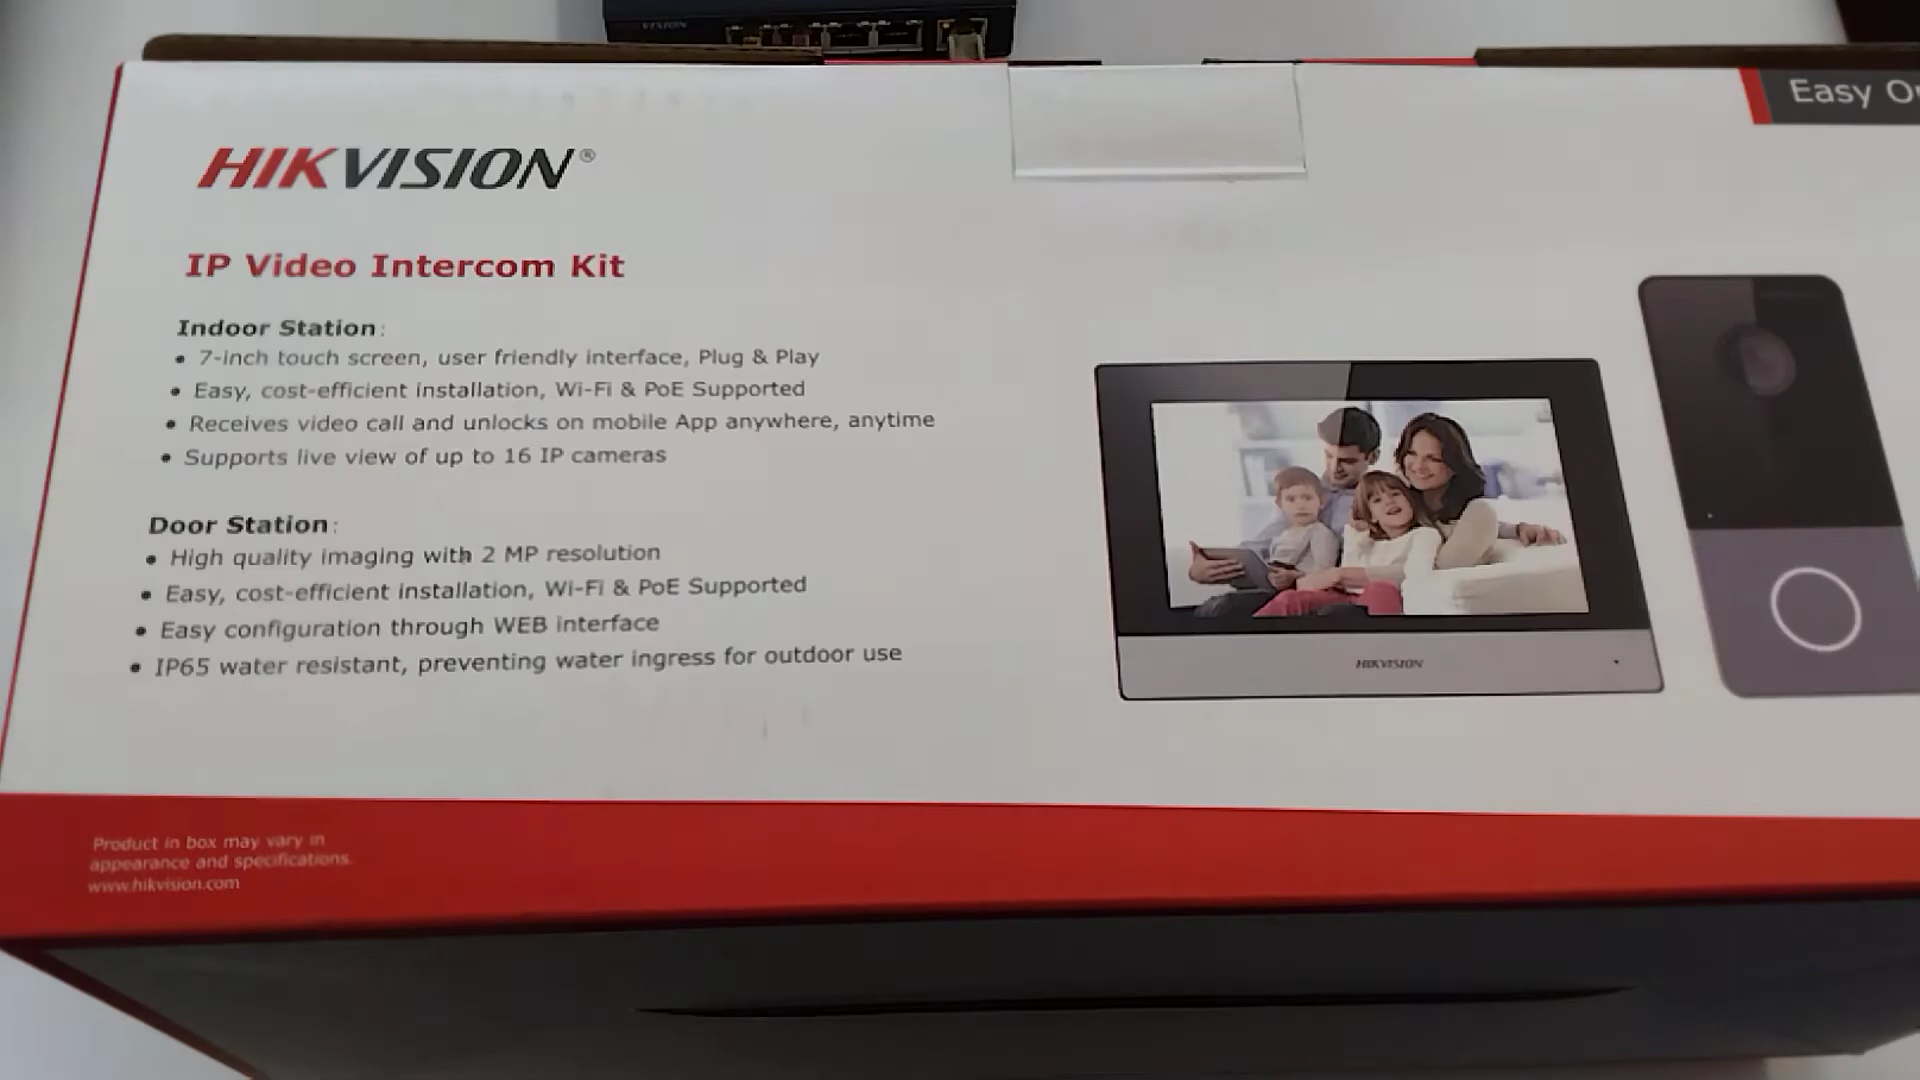 VISION
Easy
HIKVISION®
IP Video Intercom Kit
Indoor Station:
• 7-inch touch screen, user friendly interface, Plug & Play
• Easy, cost-efficient installation, Wi-Fi & PoE Supported
• Receives video call and unlocks on mobile App anywhere, anytime
• Supports live view of up to 16 IP cameras
Door Station:
• High quality imaging with 2 MP resolution
• Easy, cost-efficient installation, Wi-Fi & PoE Supported
• Easy configuration through WEB interface
• IP65 water resistant, preventing water ingress for outdoor use
HIKVISION
Product in box may vary in
appearance and specifications.
www.hikvision.com